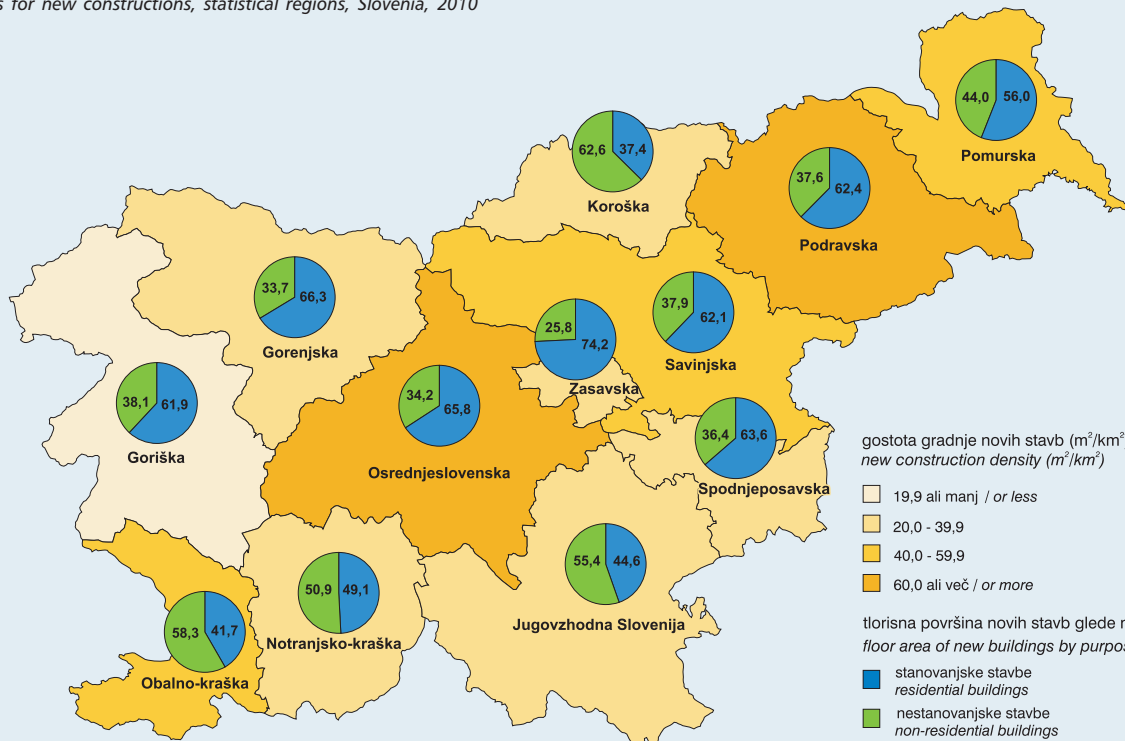 for new constructions, statistical regions, Slovenia, 2010
44,0 56,0
Pomurska
62,6 37,4
Koroška
37,6 62,4
Podravska
33,7 66,3
Gorenjska
37,9 62,1
Savinjska
25,8 74,2
Zasavska
38,1 61,9
Goriška
34,2 65,8
Osrednjeslovenska
36,4 63,6
Spodnjeposavska
55,4 44,6
Jugovzhodna Slovenija
50,9 49,1
Notranjsko-kraška
58,3 41,7
Obalno-kraška
gostota gradnje novih stavb (m²/km²)
new construction density (m²/km²)
19,9 ali manj / or less
20,0 - 39,9
40,0 - 59,9
60,0 ali več / or more
tlorisna površina novih stavb glede
floor area of new buildings by
stanovanjske stavbe
residential buildings
nestanovanjske stavbe
non-residential buildings